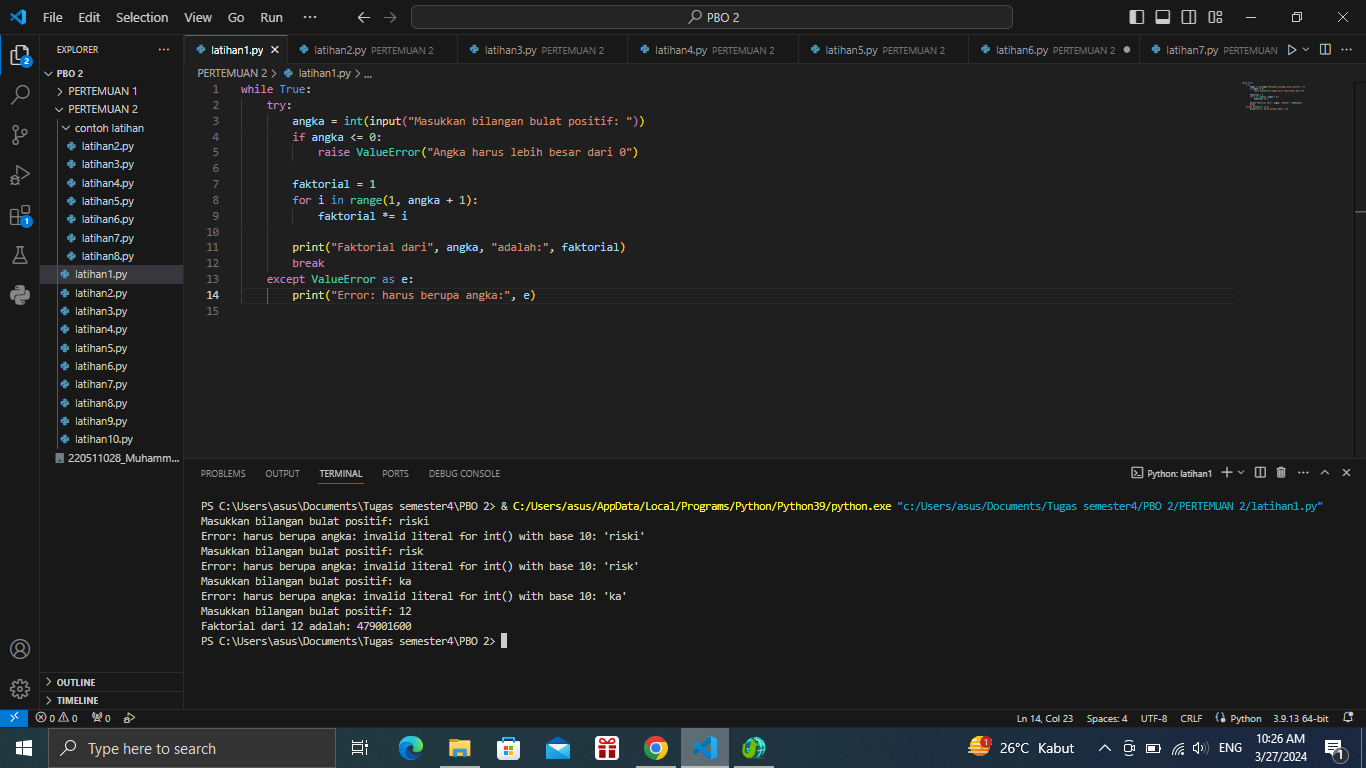 File Edit Selection View Go Run ··· PBO 2
EXPLORER ···
PBO 2
PERTEMUAN 1
PERTEMUAN 2
contoh latihan
latihan2.py
latihan3.py
latihan4.py
latihan5.py
latihan6.py
latihan7.py
latihan8.py
latihan1.py
latihan2.py
latihan3.py
latihan4.py
latihan5.py
latihan6.py
latihan7.py
latihan8.py
latihan9.py
latihan10.py
220511028_Muhamm...
OUTLINE
TIMELINE
2
1
latihan1.py latihan2.py PERTEMUAN 2 latihan3.py PERTEMUAN 2 latihan4.py PERTEMUAN 2 latihan5.py PERTEMUAN 2 latihan6.py PERTEMUAN 2 latihan7.py PERTEMUAN
PERTEMUAN 2 > latihan1.py > ...
1 while True:
2 try:
3 angka = int(input("Masukkan bilangan bulat positif: "))
4 if angka <= 0:
5 raise ValueError("Angka harus lebih besar dari 0")
6
7 faktorial = 1
8 for i in range(1, angka + 1):
9 faktorial *= i
10
11 print("Faktorial dari", angka, "adalah:", faktorial)
12 break
13 except ValueError as e:
14 print("Error: harus berupa angka:", e)
15
PROBLEMS OUTPUT TERMINAL PORTS DEBUG CONSOLE Python: latihan1
PS C:\Users\asus\Documents\Tugas semester4\PBO 2> & C:/Users/asus/AppData/Local/Programs/Python/Python39/python.exe "c:/Users/asus/Documents/Tugas semester4/PBO 2/PERTEMUAN 2/latihan1.py"
Masukkan bilangan bulat positif: riski
Error: harus berupa angka: invalid literal for int() with base 10: 'riski'
Masukkan bilangan bulat positif: risk
Error: harus berupa angka: invalid literal for int() with base 10: 'risk'
Masukkan bilangan bulat positif: ka
Error: harus berupa angka: invalid literal for int() with base 10: 'ka'
Masukkan bilangan bulat positif: 12
Faktorial dari 12 adalah: 479001600
PS C:\Users\asus\Documents\Tugas semester4\PBO 2>
0 0 0 Ln 14, Col 23 Spaces: 4 UTF-8 CRLF Python 3.9.13 64-bit
Type here to search 1 26°C Kabut ENG 10:26 AM 1
3/27/2024